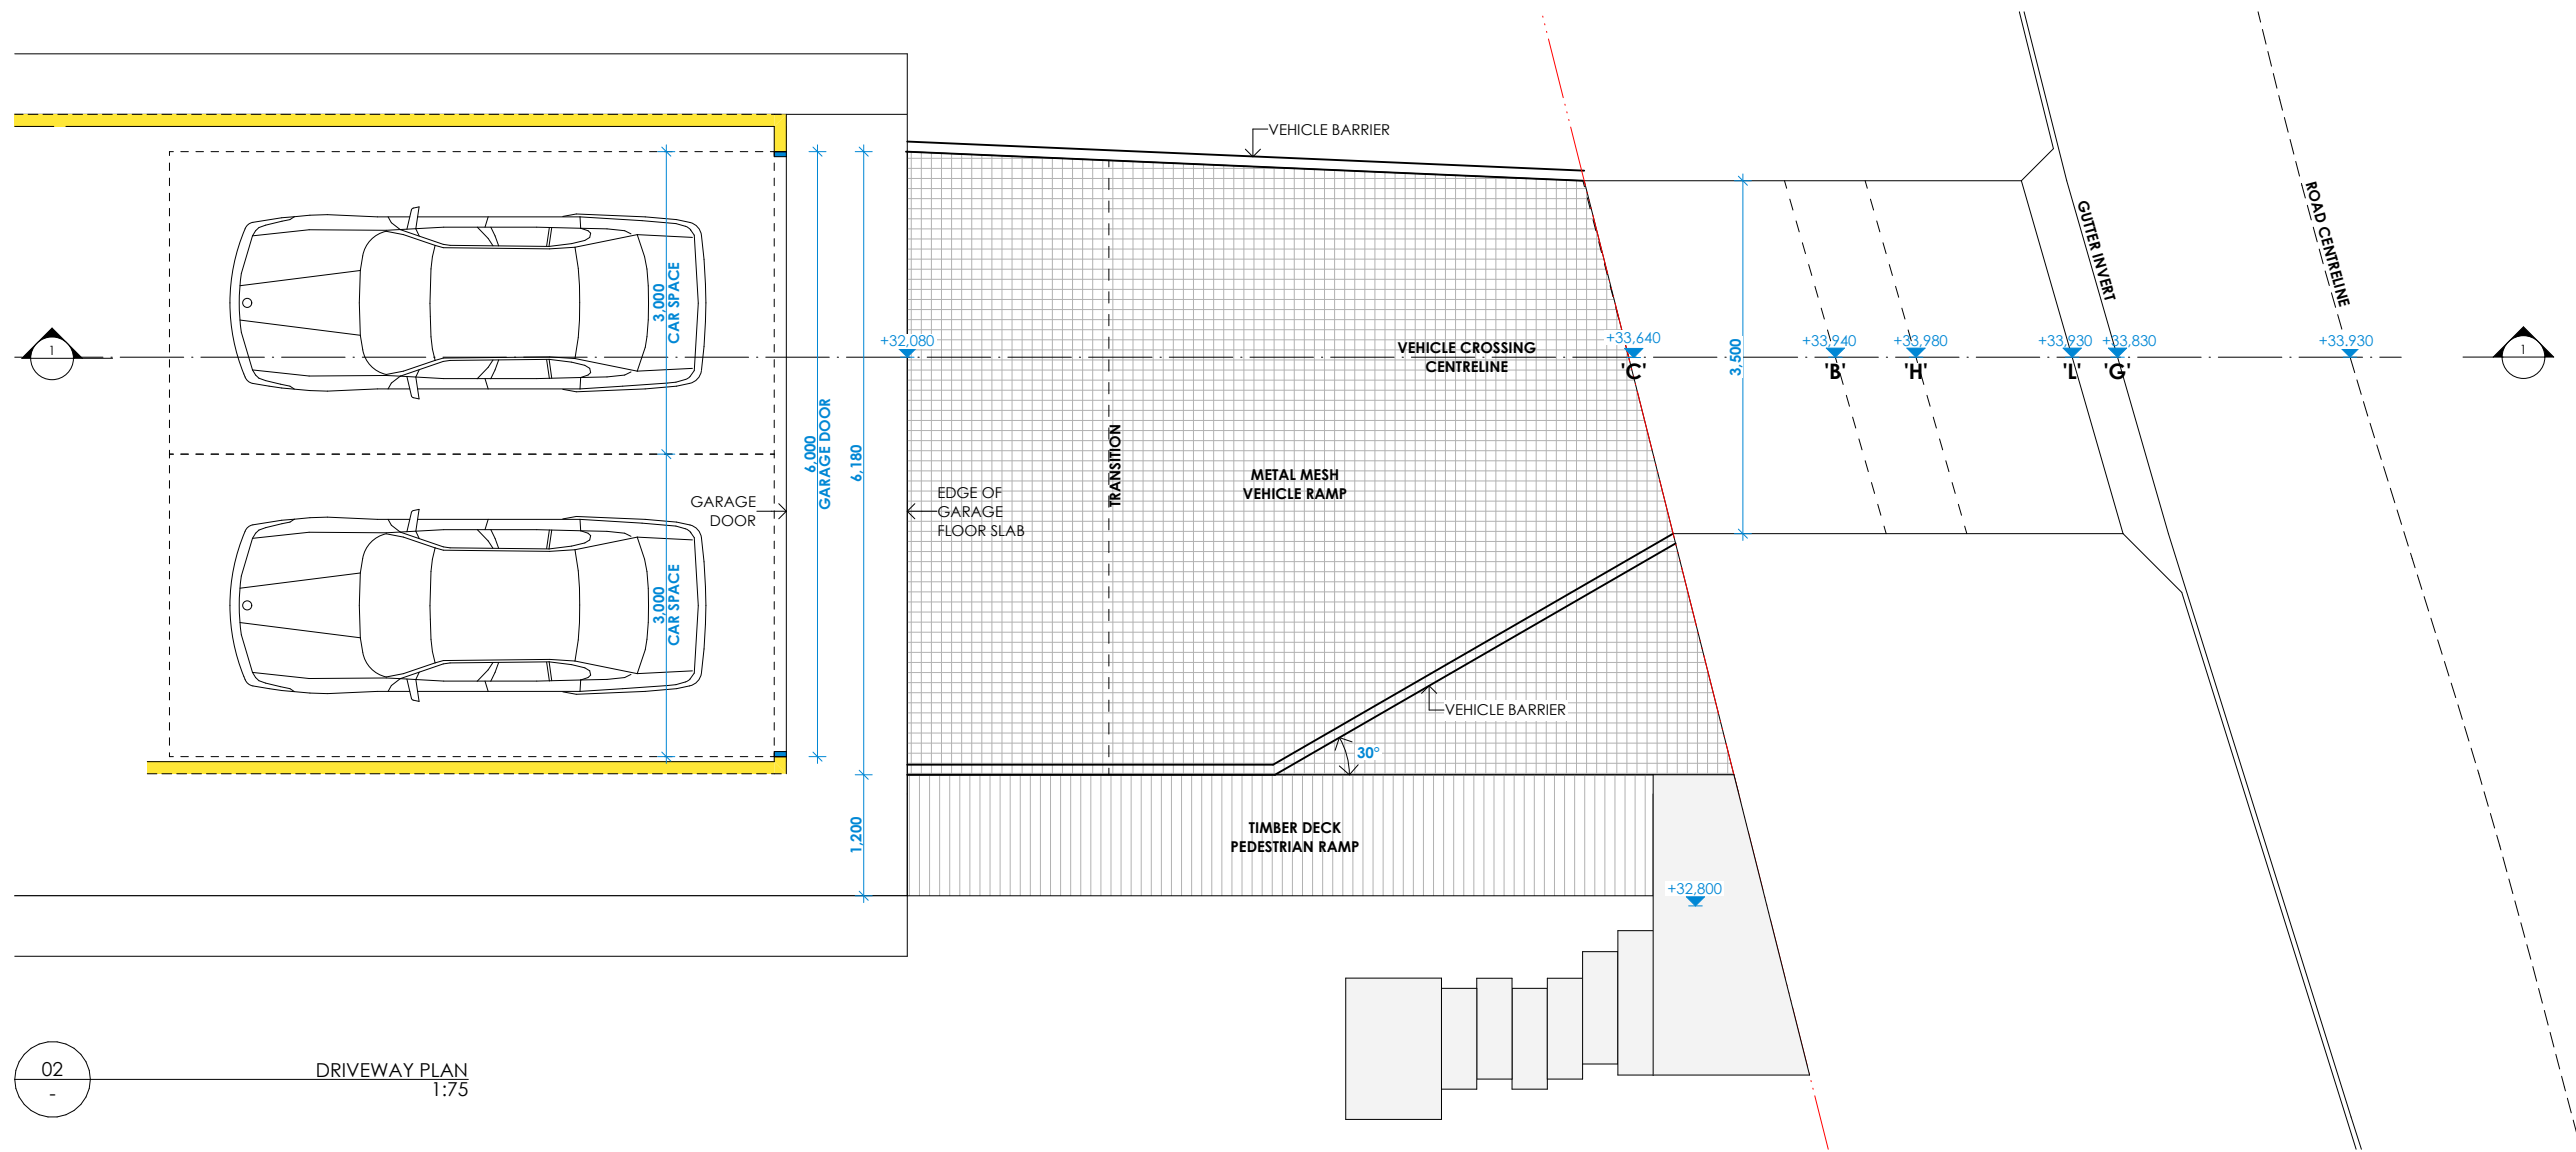 VEHICLE BARRIER
ROAD CENTRELINE
GUTTER INVERT
3,000
CAR SPACE
+32,080
+33,640
+33,940
+33,980
+33,930
+33,830
+33,930
1
VEHICLE CROSSING
CENTRELINE
3,500
'C'
'B'
'H'
'L'
'G'
1
6,000
GARAGE DOOR
6,180
TRANSITION
METAL MESH
VEHICLE RAMP
GARAGE
DOOR
EDGE OF
GARAGE
FLOOR SLAB
3,000
CAR SPACE
VEHICLE BARRIER
30°
1,200
TIMBER DECK
PEDESTRIAN RAMP
+32,800
02
-
DRIVEWAY PLAN
1:75